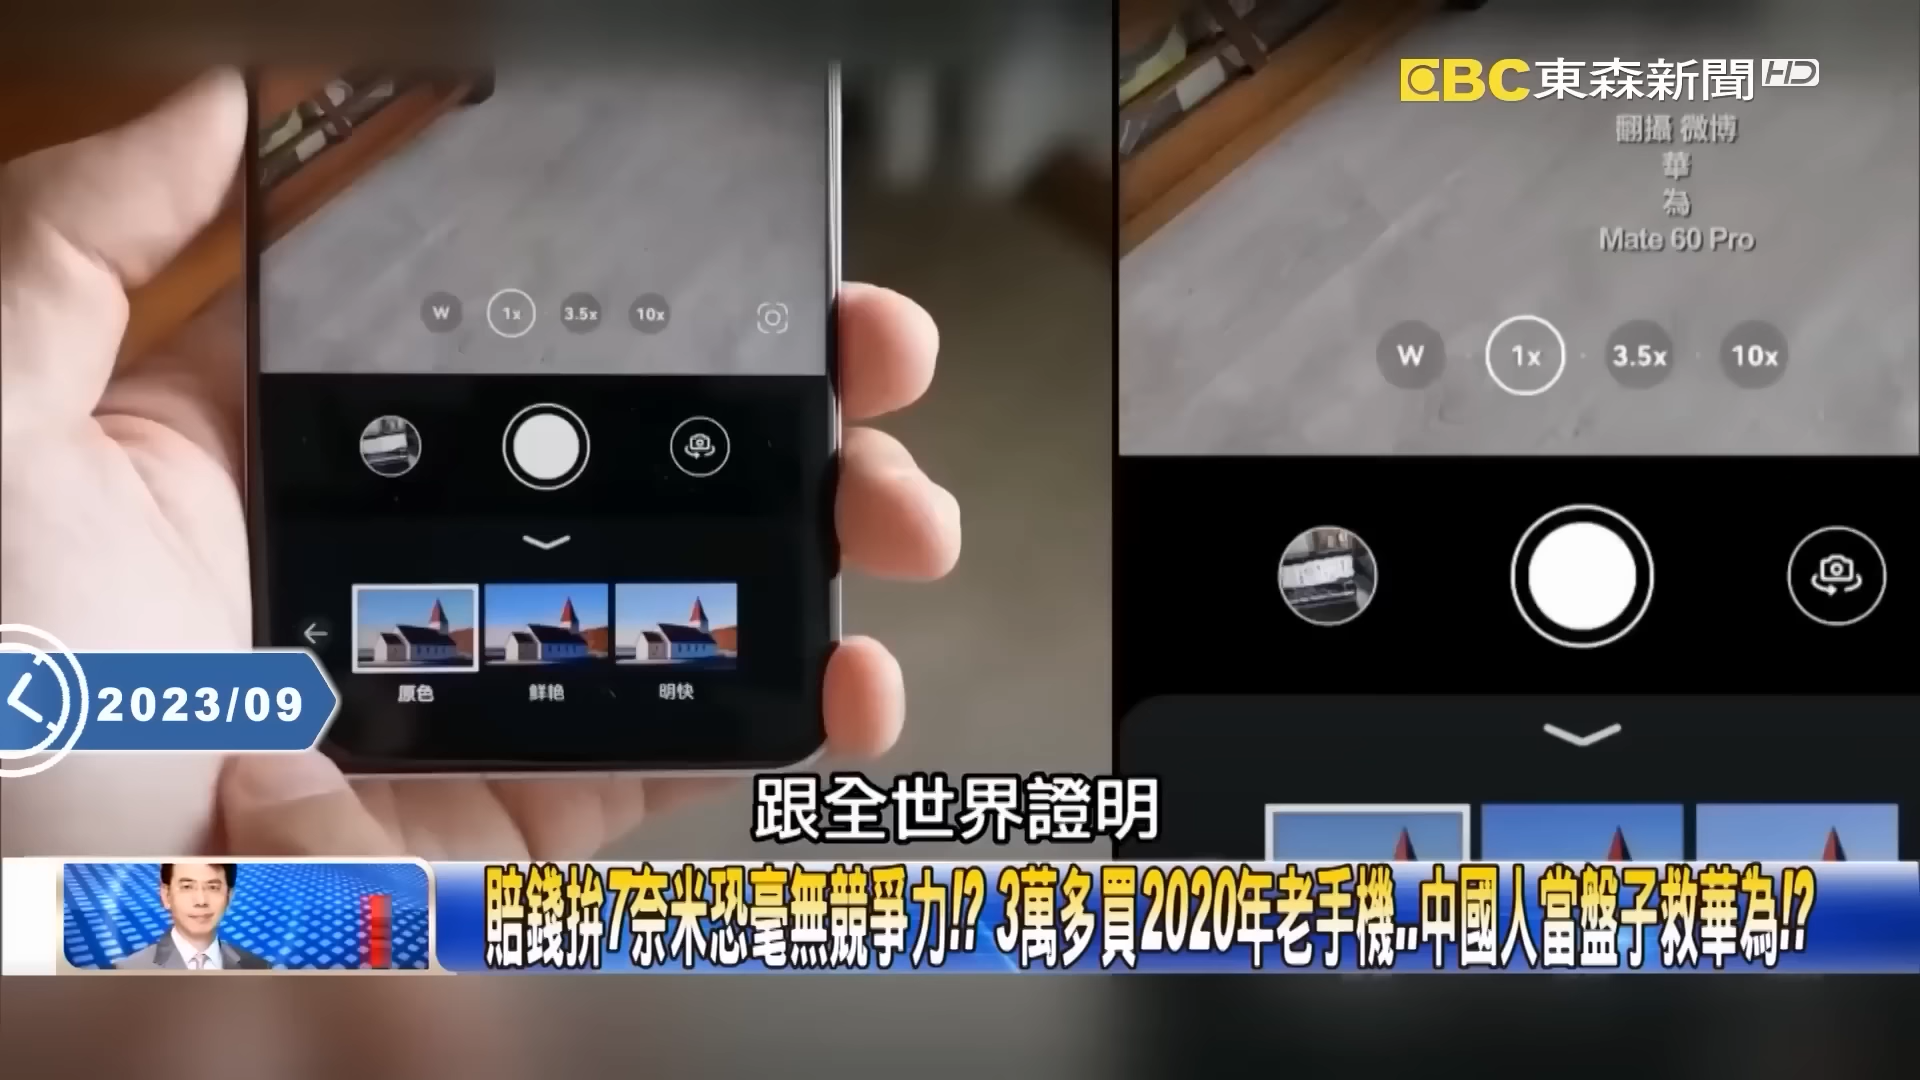 EBC東森新聞HD
翻攝 微博
華
為
Mate 60 Pro
W 1x 3.5x 10x
W 1x 3.5x 10x
原色 鮮艳 明快
2023/09
跟全世界證明
賠錢拚7奈米恐毫無競爭力!? 3萬多買2020年老手機..中國人當盤子救華為!?